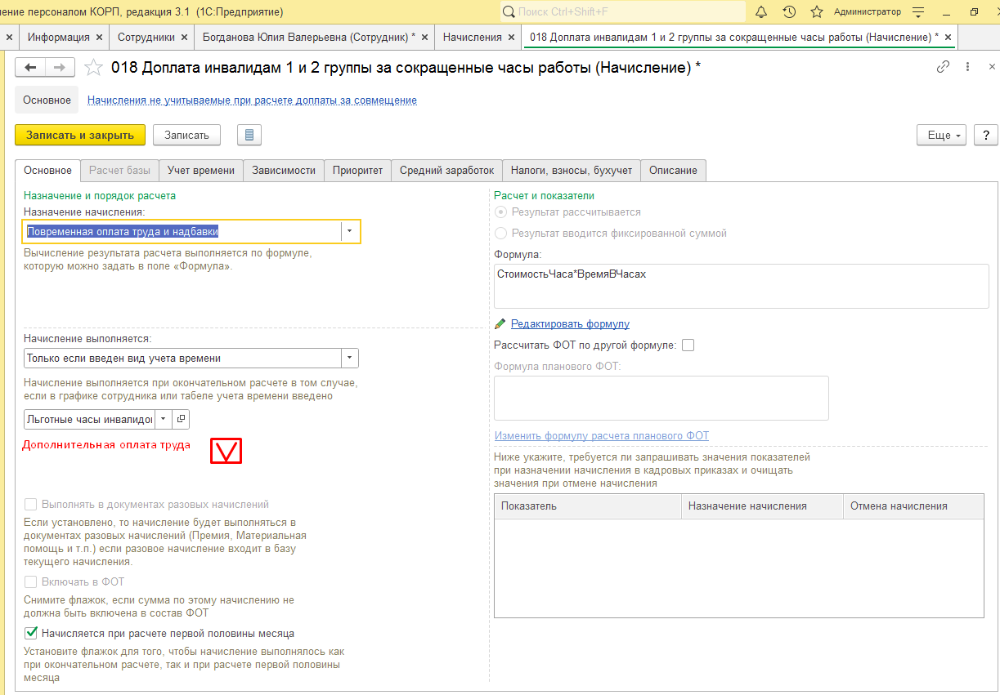 ение персоналом КОРП, редакция 3.1 (1С:Предприятие)
Поиск Ctrl+Shift+F
Администратор
Информация
Сотрудники
Богданова Юлия Валерьевна (Сотрудник) *
Начисления
018 Доплата инвалидам 1 и 2 группы за сокращенные часы работы (Начисление) *
018 Доплата инвалидам 1 и 2 группы за сокращенные часы работы (Начисление) *
Основное
Начисления не учитываемые при расчете доплаты за совмещение
Записать и закрыть
Записать
Еще
?
Основное
Расчет базы
Учет времени
Зависимости
Приоритет
Средний заработок
Налоги, взносы, бухучет
Описание
Назначение и порядок расчета
Назначение начисления:
Повременная оплата труда и надбавки
Вычисление результата расчета выполняется по формуле,
которую можно задать в поле «Формула».
Начисление выполняется:
Только если введен вид учета времени
Начисление выполняется при окончательном расчете в том случае,
если в графике сотрудника или табеле учета времени введено
Льготные часы инвалидо
Дополнительная оплата труда
Выполнять в документах разовых начислений
Если установлено, то начисление будет выполняться в
документах разовых начислений (Премия, Материальная
помощь и т.п.) если разовое начисление входит в базу
текущего начисления.
Включать в ФОТ
Снимите флажок, если сумма по этому начислению не
должна быть включена в состав ФОТ
Начисляется при расчете первой половины месяца
Установите флажок для того, чтобы начисление выполнялось как
при окончательном расчете, так и при расчете первой половины
месяца
Расчет и показатели
Результат рассчитывается
Результат вводится фиксированной суммой
Формула:
СтоимостьЧаса*ВремяВЧасах
Редактировать формулу
Рассчитать ФОТ по другой формуле:
Формула планового ФОТ:
Изменить формулу расчета планового ФОТ
Ниже укажите, требуется ли запрашивать значения показателей
при назначении начисления в кадровых приказах и очищать
значения при отмене начисления
Показатель
Назначение начисления
Отмена начисления